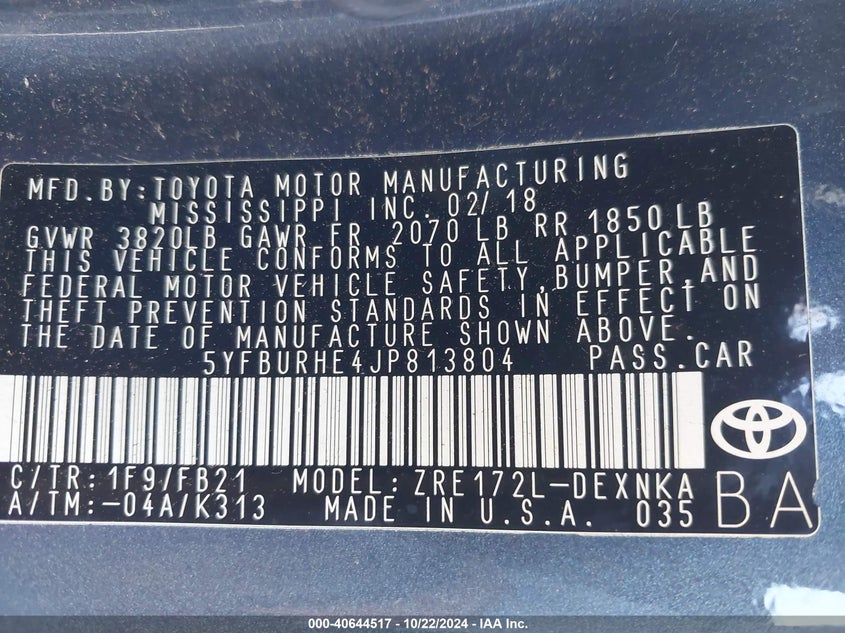 MFD.BY:TOYOTA MOTOR MANUFACTURING
MISSISSIPPI INC. 02/ 18
GVWR 3820LB GAWR FR 2070 LB RR 1850 LB
THIS VEHICLE CONFORMS TO ALL APPLICABLE
FEDERAL MOTOR VEHICLE SAFETY,BUMPER,AND
THEFT PREVENTION STANDARDS IN EFFECT ON
THE DATE OF MANUFACTURE SHOWN ABOVE.
5YFBURHE4JP813804 PASS.CAR
C/TR: 1F9/FB21 MODEL: ZRE172L-DEXNKA
A/TM:-04A/K313 MADE IN U.S.A. 035
BA
000-40644517 - 10/22/2024 - IAA Inc.